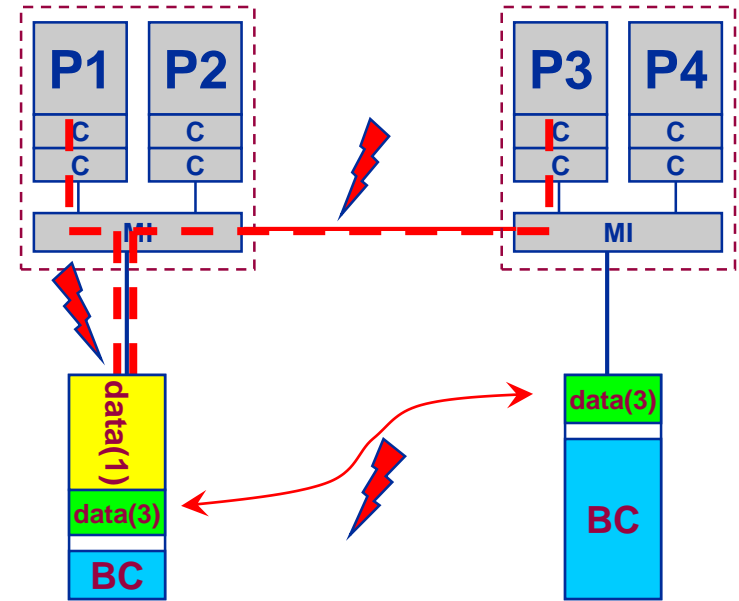 P1 P2 P3 P4
C C C C
C C C C
MI MI
data(1)
data(3) data(3)
BC BC